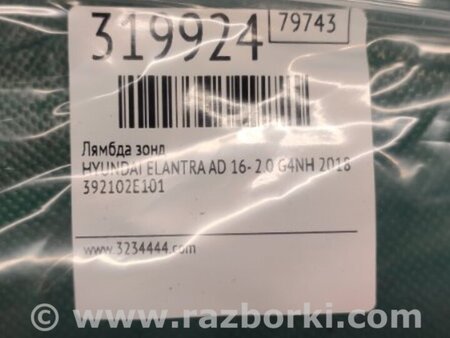 319924
79743
Лямбда зонд
HYUNDAI ELANTRA AD 16- 2.0 G4NH 2018
392102E101
www.3234444.com
© www.razborki.com